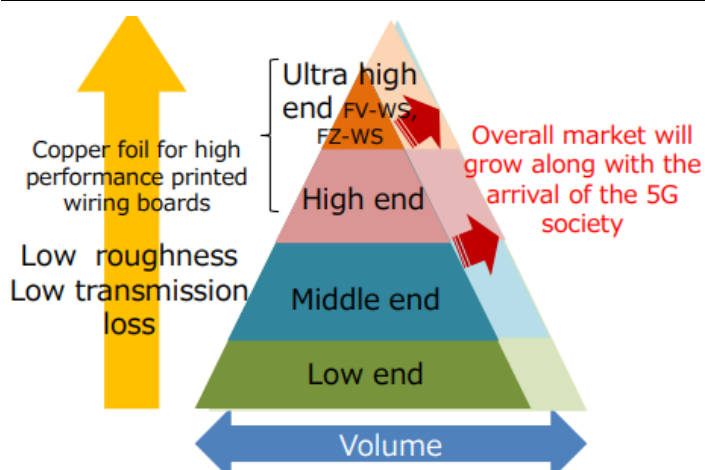 Ultra high
end FV-WS,
FZ-WS
Copper foil for high
performance printed
wiring boards
Overall market will
grow along with the
arrival of the 5G
society
High end
Low roughness
Low transmission
loss
Middle end
Low end
Volume